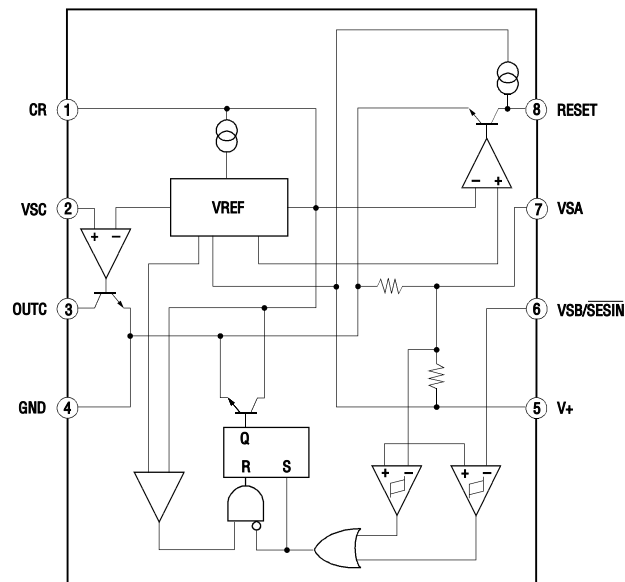 CR 1
8 RESET
VREF
VSC 2
+ −
− +
7 VSA
OUTC 3
6 VSB/SESIN
GND 4
5 V+
Q
R S
+ −
+ −